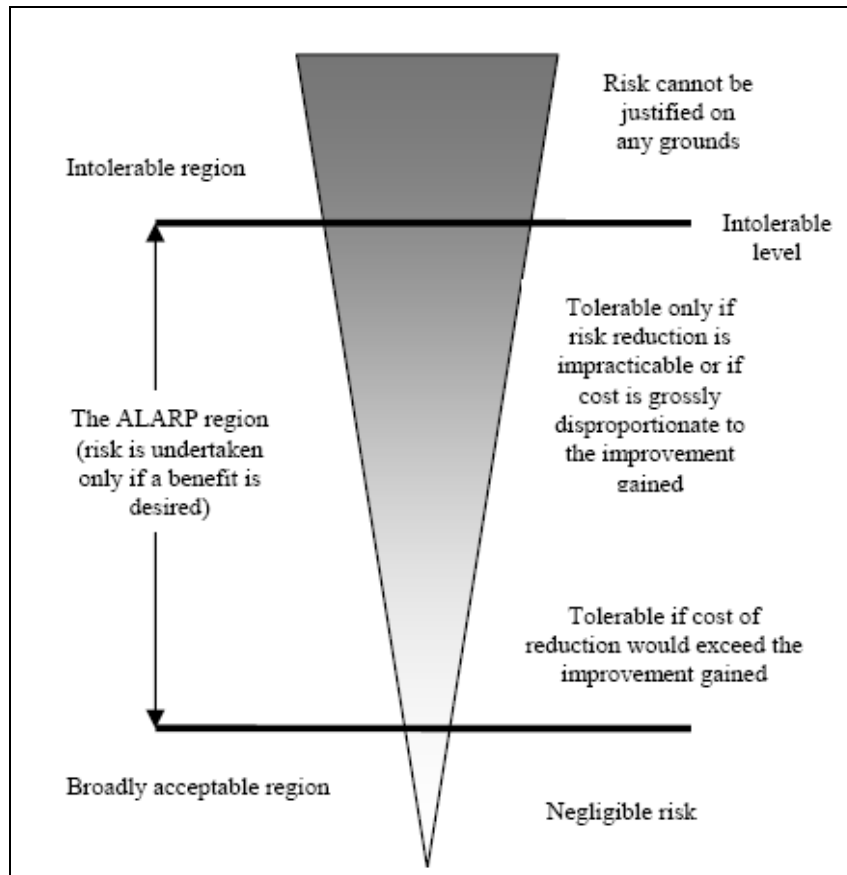 Risk cannot be
justified on
any grounds
Intolerable region
Intolerable
level
Tolerable only if
risk reduction is
impracticable or if
cost is grossly
disproportionate to
the improvement
gained
The ALARP region
(risk is undertaken
only if a benefit is
desired)
Tolerable if cost of
reduction would exceed the
improvement gained
Broadly acceptable region
Negligible risk